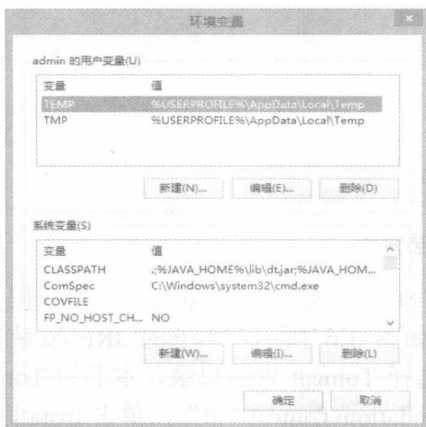 环境变量
admin 的用户变量(U)
变量 值
TEMP %USERPROFILE%\AppData\Local\Temp
TMP %USERPROFILE%\AppData\Local\Temp
新建(N)... 编辑(E)... 删除(D)
系统变量(S)
变量 值
CLASSPATH .;%JAVA_HOME%\lib\dt.jar;%JAVA_HOM...
ComSpec C:\Windows\system32\cmd.exe
COVFILE
FP_NO_HOST_CH... NO
新建(W)... 编辑(I)... 删除(L)
确定 取消